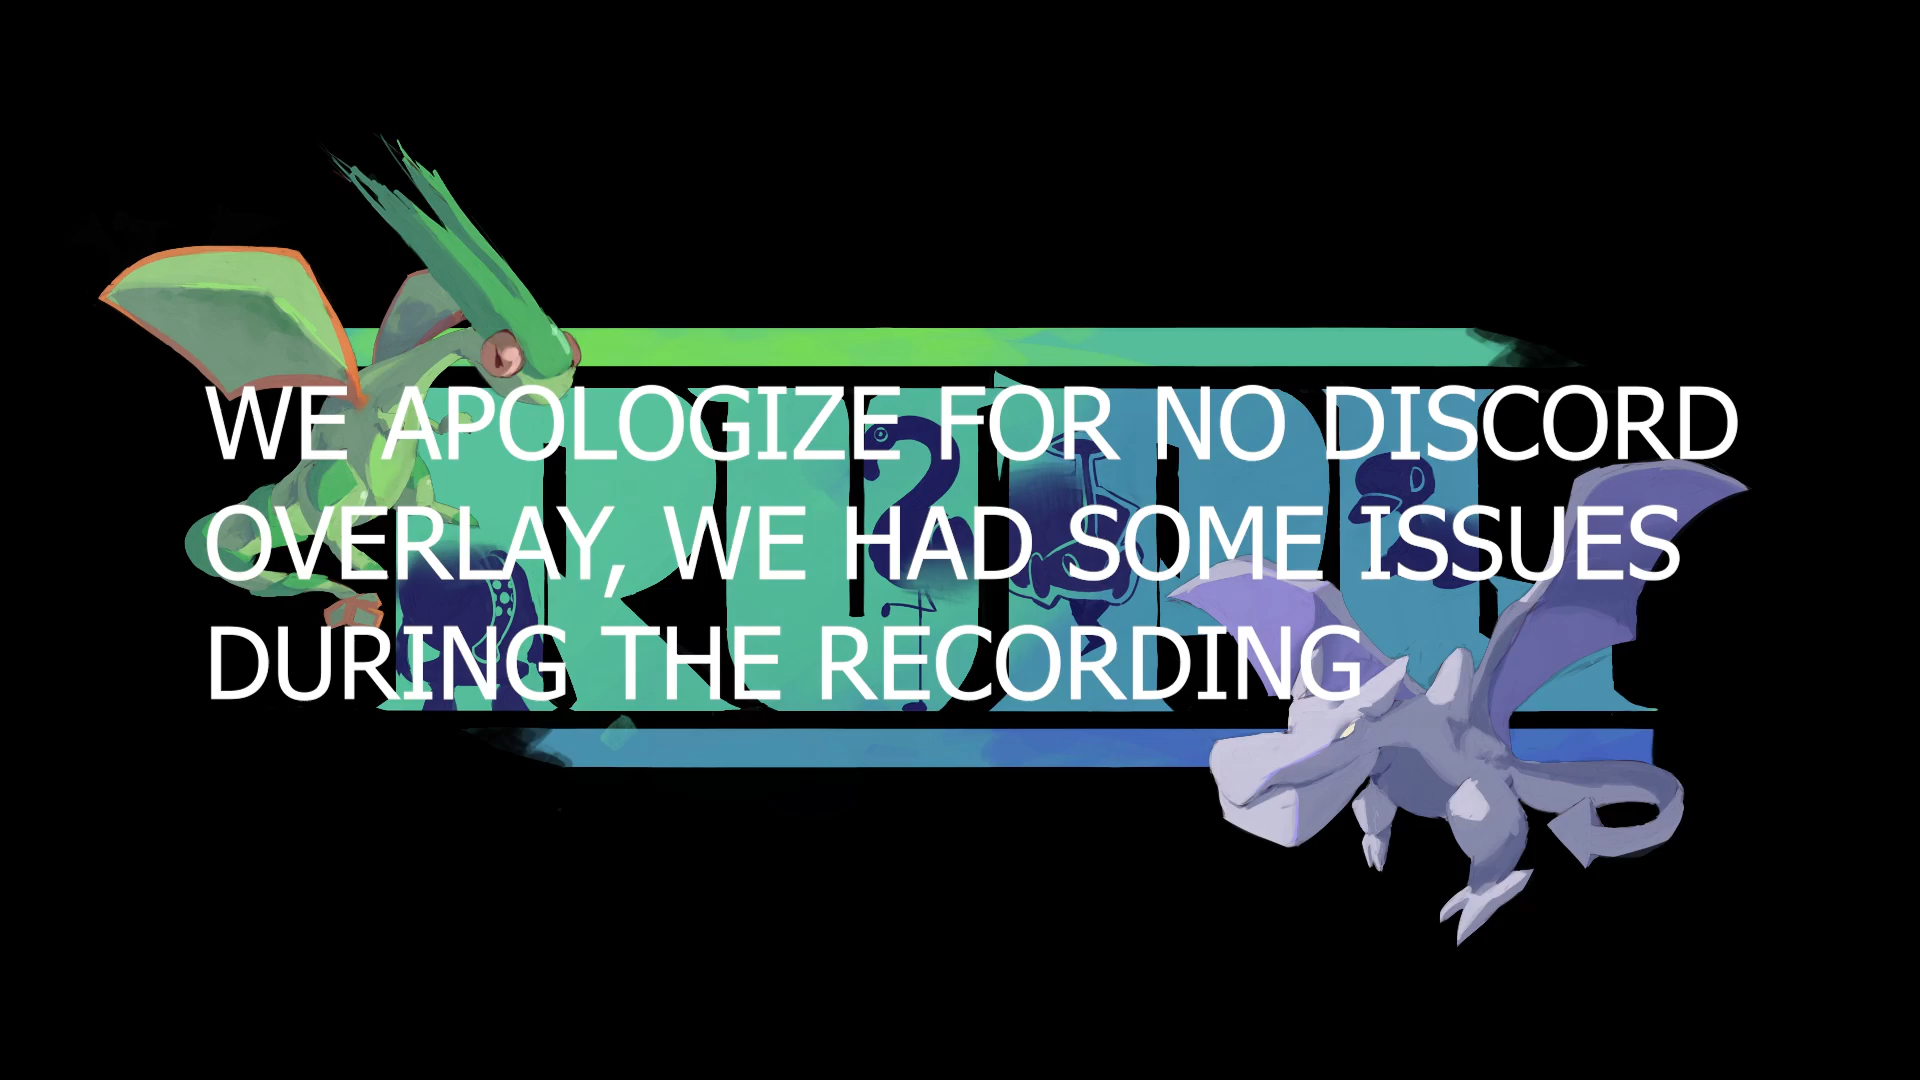 WE APOLOGIZE FOR NO DISCORD
OVERLAY, WE HAD SOME ISSUES
DURING THE RECORDING